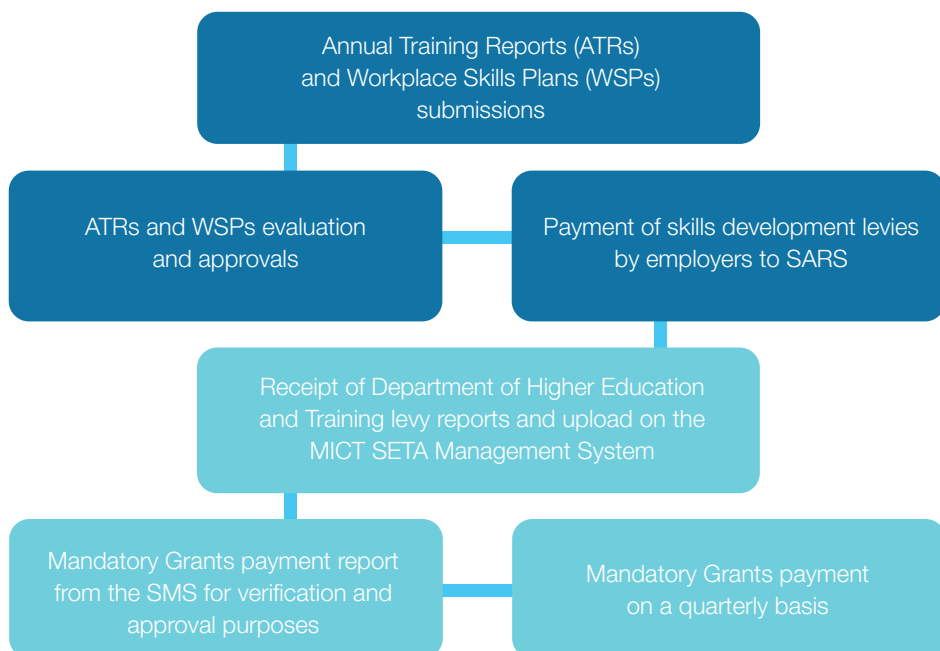 Annual Training Reports (ATRs)
and Workplace Skills Plans (WSPs)
submissions
ATRs and WSPs evaluation
and approvals
Payment of skills development levies
by employers to SARS
Receipt of Department of Higher Education
and Training levy reports and upload on the
MICT SETA Management System
Mandatory Grants payment report
from the SMS for verification and
approval purposes
Mandatory Grants payment
on a quarterly basis